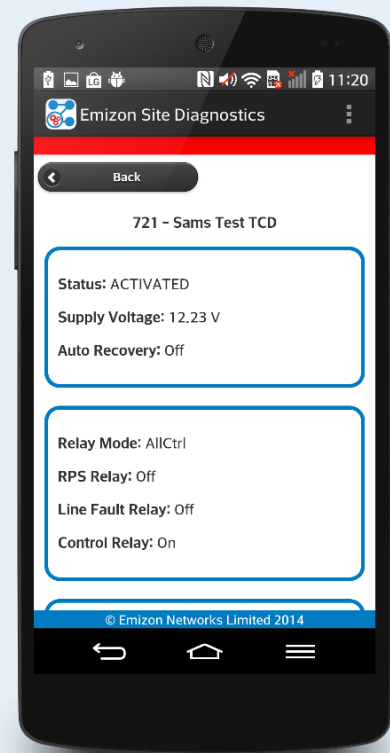 11:20
Emizon Site Diagnostics
Back
721 - Sams Test TCD
Status: ACTIVATED
Supply Voltage: 12.23 V
Auto Recovery: Off
Relay Mode: AllCtrl
RPS Relay: Off
Line Fault Relay: Off
Control Relay: On
© Emizon Networks Limited 2014